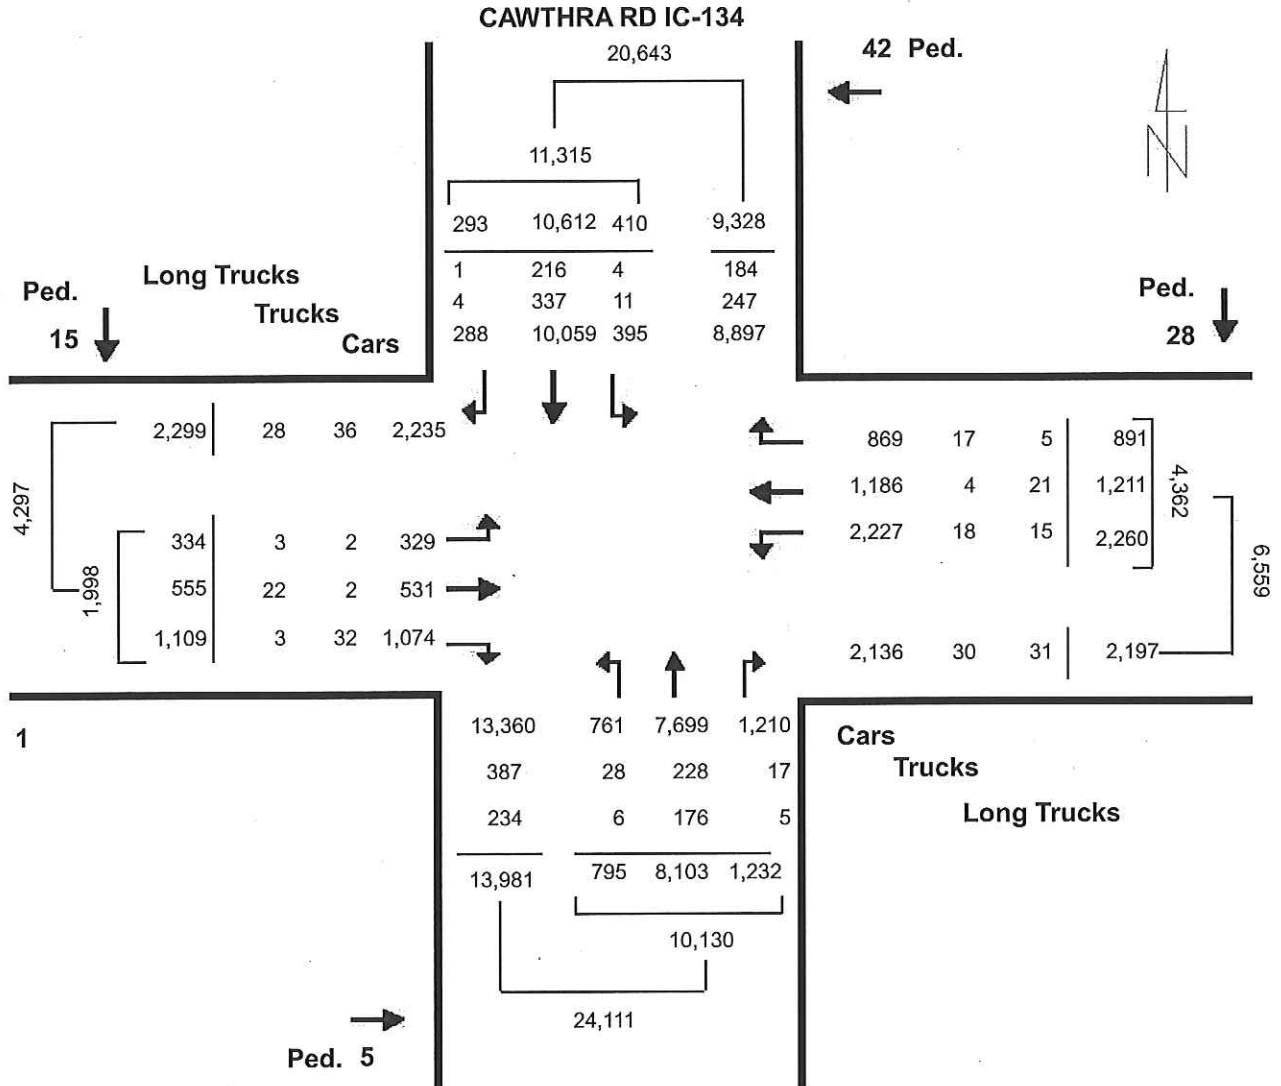 CAWTHRA RD IC-134
20,643
42 Ped.
11,315
293 10,612 410 9,328
1 216 4 184
4 337 11 247
288 10,059 395 8,897
Long Trucks
Trucks
Cars
Ped.
15
Ped.
28
N
2,299 28 36 2,235
4,297
334 3 2 329
1,998
555 22 2 531
1,109 3 32 1,074
869 17 5 891
1,186 4 21 1,211
4,362
2,227 18 15 2,260
6,559
2,136 30 31 2,197
1
13,360 761 7,699 1,210
387 28 228 17
234 6 176 5
13,981 795 8,103 1,232
10,130
24,111
Cars
Trucks
Long Trucks
Ped. 5